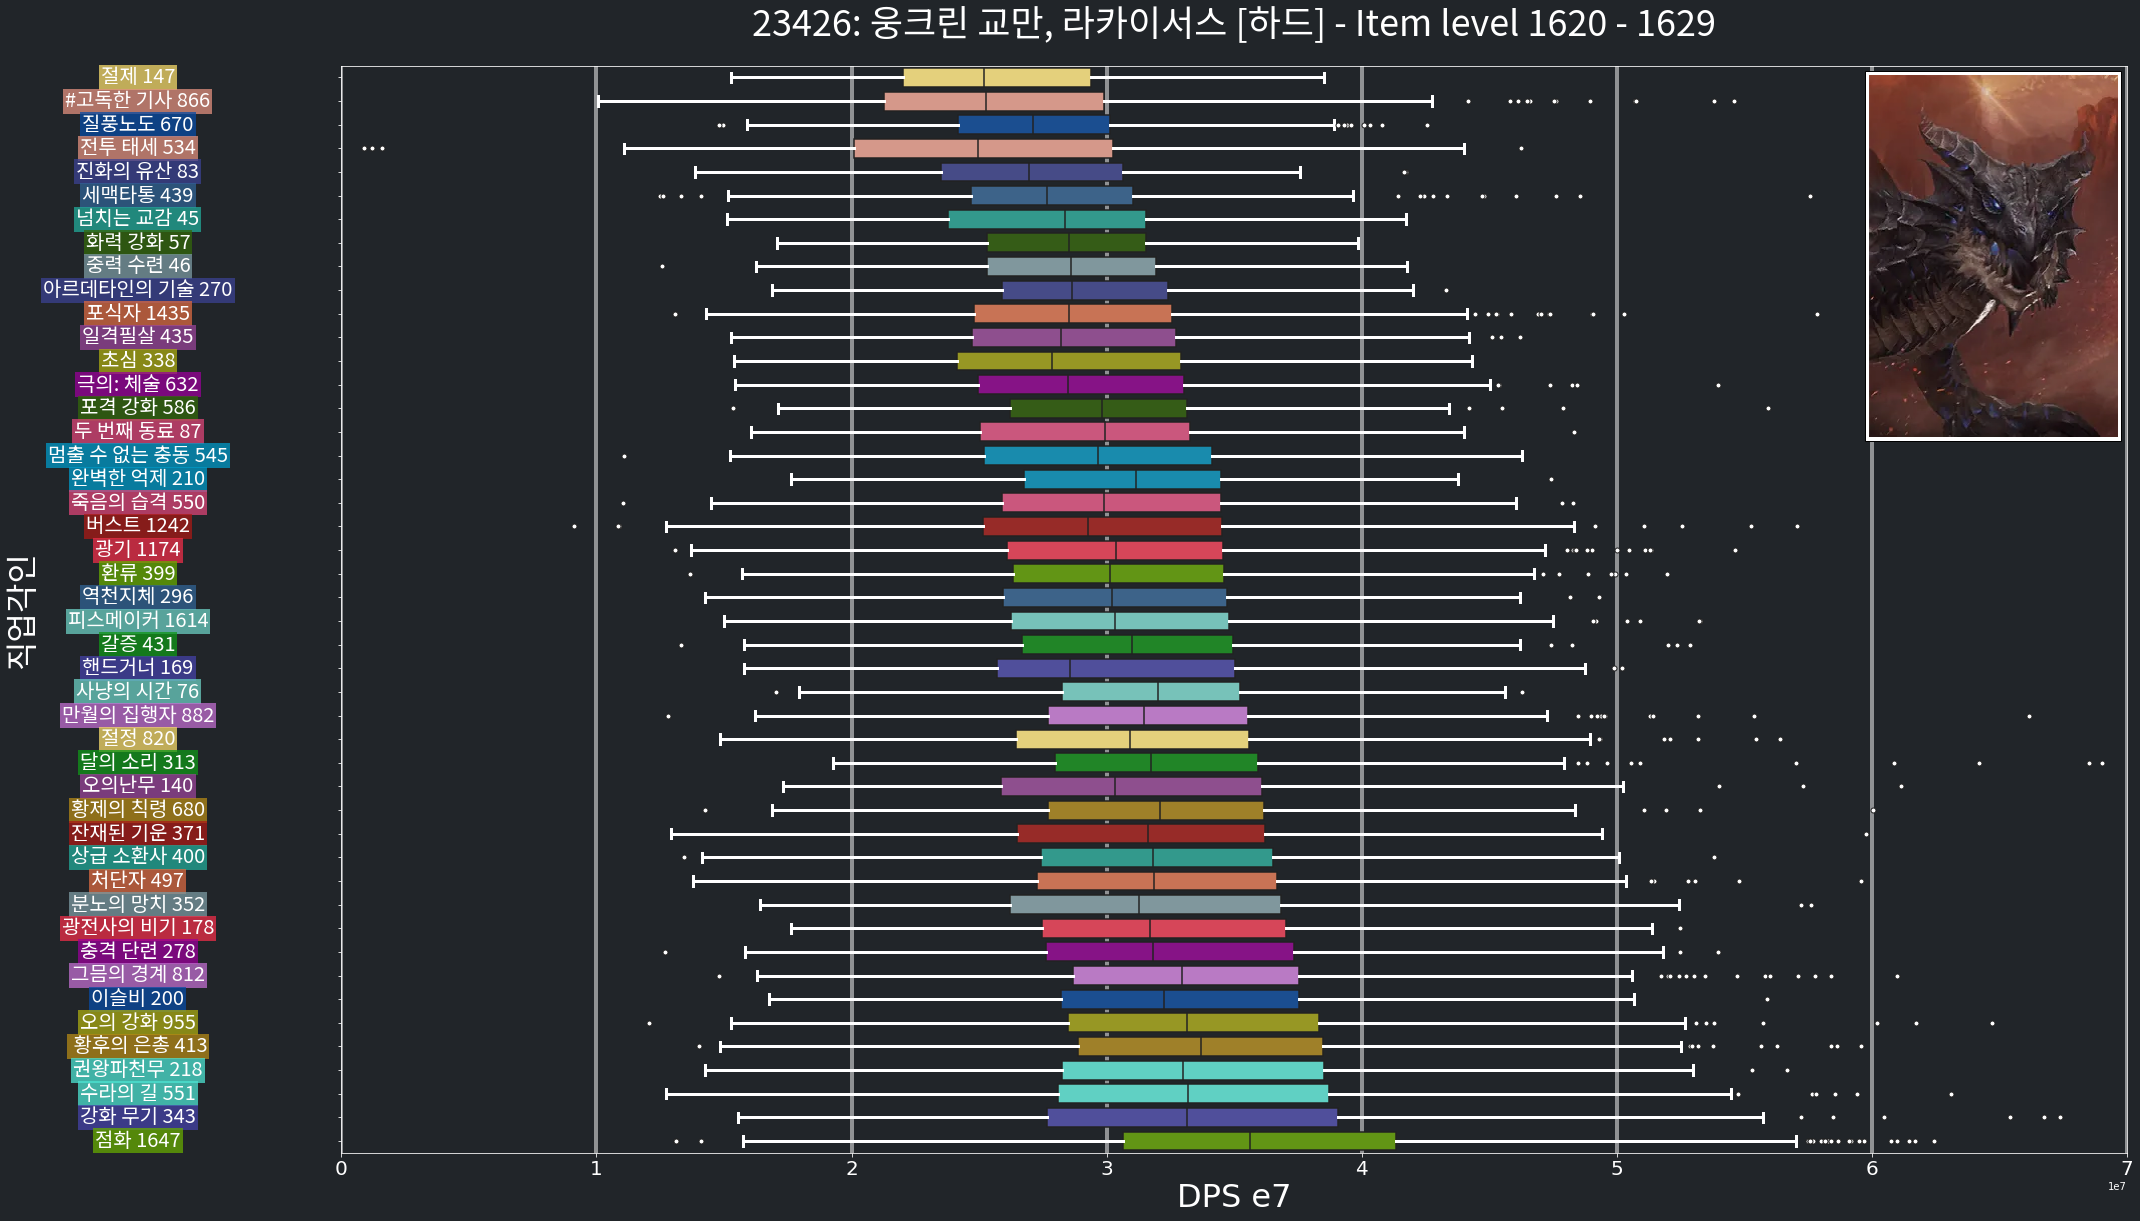 23426: 웅크린 교만, 라카이서스 [하드] - Item level 1620 - 1629
절제 147
#고독한 기사 866
질풍노도 670
전투 태세 534
진화의 유산 83
세맥타통 439
넘치는 교감 45
화력 강화 57
중력 수련 46
아르데타인의 기술 270
포식자 1435
일격필살 435
초심 338
극의: 체술 632
포격 강화 586
두 번째 동료 87
멈출 수 없는 충동 545
완벽한 억제 210
죽음의 습격 550
버스트 1242
광기 1174
환류 399
역천지체 296
피스메이커 1614
갈증 431
핸드거너 169
사냥의 시간 76
만월의 집행자 882
절정 820
달의 소리 313
오의난무 140
황제의 칙령 680
잔재된 기운 371
상급 소환사 400
처단자 497
분노의 망치 352
광전사의 비기 178
충격 단련 278
그믐의 경계 812
이슬비 200
오의 강화 955
황후의 은총 413
권왕파천무 218
수라의 길 551
강화 무기 343
점화 1647
직업각인
0 1 2 3 4 5 6 7
DPS e7
1e7